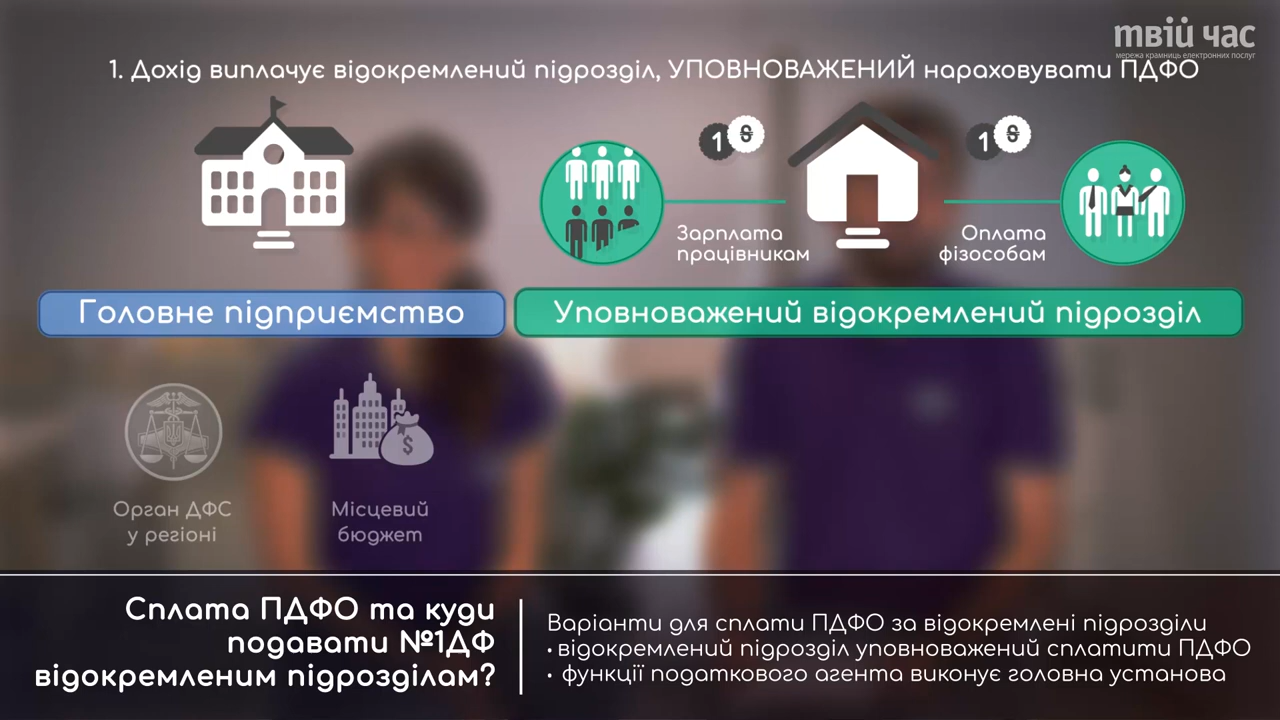 твій час
мережа крамниць електронних послуг
1. Дохід виплачує відокремлений підрозділ, УПОВНОВАЖЕНИЙ нараховувати ПДФО
1 ₴
1 ₴
Зарплата
працівникам
Оплата
фізособам
Головне підприємство
Уповноважений відокремлений підрозділ
$
Орган ДФС
у регіоні
Місцевий
бюджет
Сплата ПДФО та куди
подавати №1ДФ
відокремленим підрозділам?
Варіанти для сплати ПДФО за відокремлені підрозділи
• відокремлений підрозділ уповноважений сплатити ПДФО
• функції податкового агента виконує головна установа